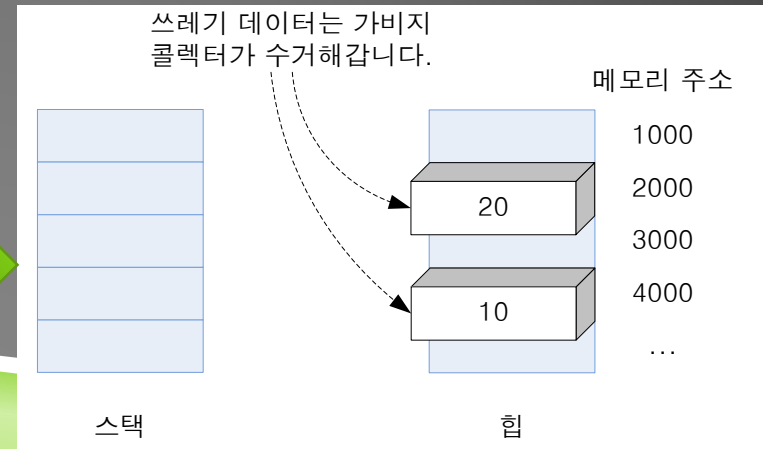 쓰레기 데이터는 가비지
콜렉터가 수거해갑니다.
메모리 주소
1000
20
2000
3000
10
4000
...
스택
힙